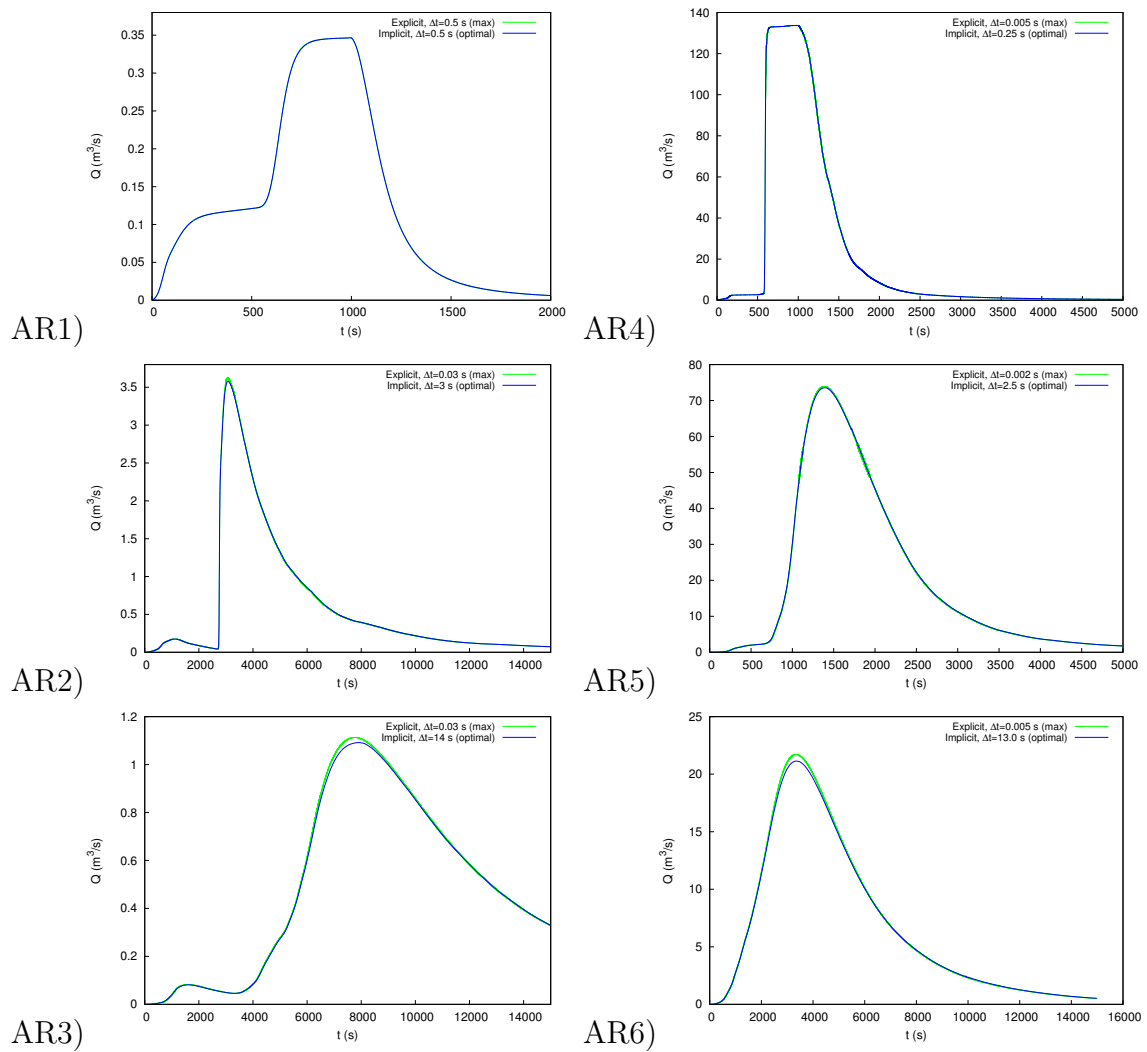 Explicit, Δt=0.5 s (max)
Implicit, Δt=0.5 s (optimal)
0.35
0.3
0.25
0.2
0.15
0.1
0.05
0
Q (m³/s)
0 500 1000 1500 2000
t (s)
AR1)
Explicit, Δt=0.005 s (max)
Implicit, Δt=0.25 s (optimal)
140
120
100
80
60
40
20
0
Q (m³/s)
0 500 1000 1500 2000 2500 3000 3500 4000 4500 5000
t (s)
AR4)
Explicit, Δt=0.03 s (max)
Implicit, Δt=3 s (optimal)
3.5
3
2.5
2
1.5
1
0.5
0
Q (m³/s)
0 2000 4000 6000 8000 10000 12000 14000
t (s)
AR2)
Explicit, Δt=0.002 s (max)
Implicit, Δt=2.5 s (optimal)
80
70
60
50
40
30
20
10
0
Q (m³/s)
0 500 1000 1500 2000 2500 3000 3500 4000 4500 5000
t (s)
AR5)
Explicit, Δt=0.03 s (max)
Implicit, Δt=14 s (optimal)
1.2
1
0.8
0.6
0.4
0.2
0
Q (m³/s)
0 2000 4000 6000 8000 10000 12000 14000
t (s)
AR3)
Explicit, Δt=0.005 s (max)
Implicit, Δt=13.0 s (optimal)
25
20
15
10
5
0
Q (m³/s)
0 2000 4000 6000 8000 10000 12000 14000 16000
t (s)
AR6)